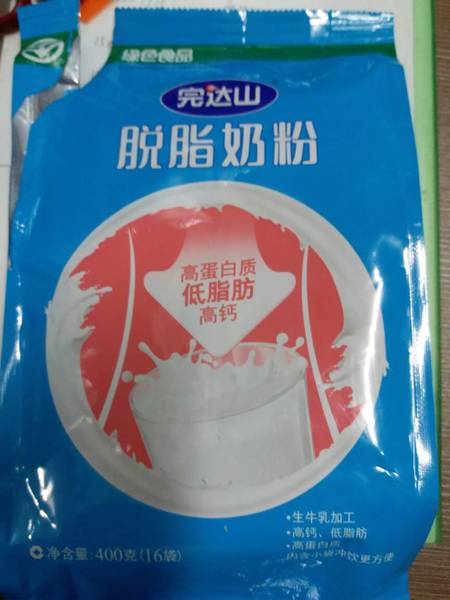 绿色食品
完达山
脱脂奶粉
高蛋白质
低脂肪
高钙
·生牛乳加工
·高钙、低脂肪
·高蛋白质
内含小袋冲饮更方便
净含量:400克(16袋)